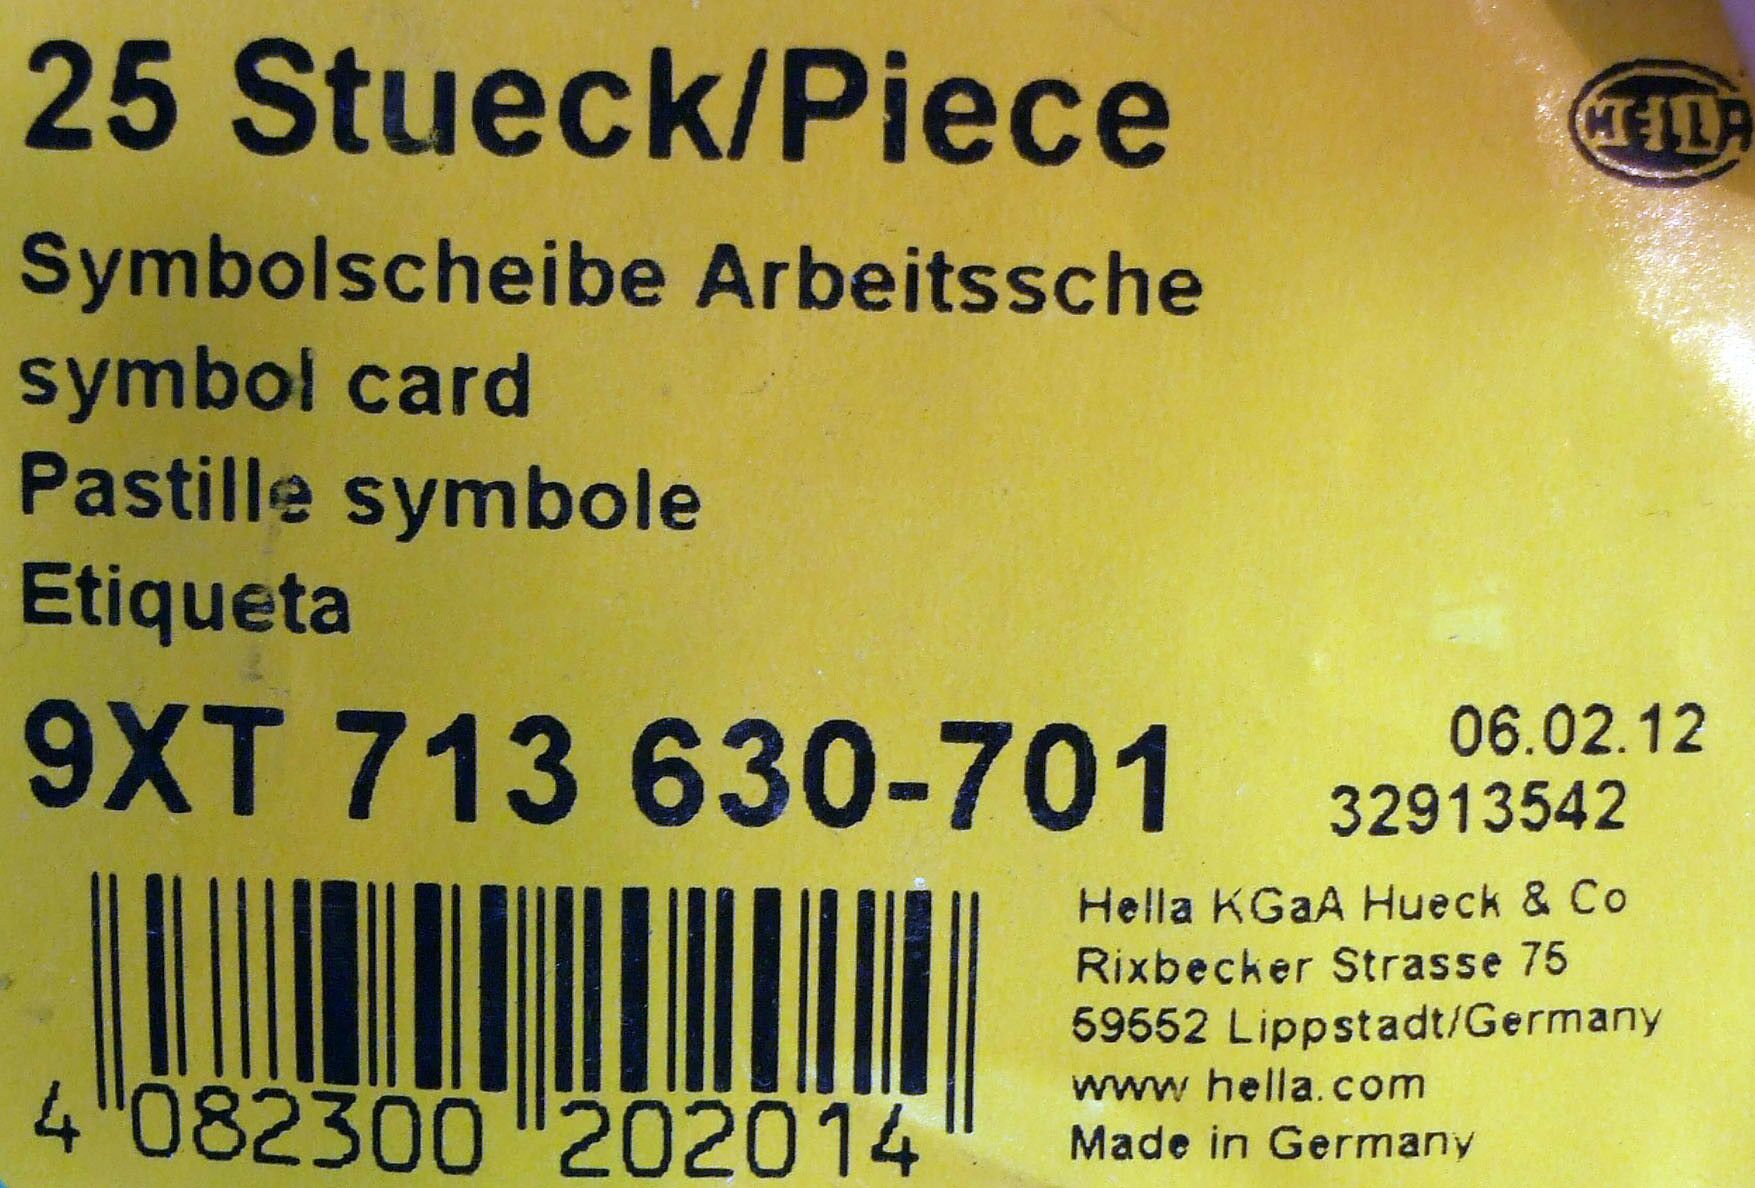 25 Stueck/Piece
HELLA
Symbolscheibe Arbeitssche
symbol card
Pastille symbole
Etiqueta
9XT 713 630-701
06.02.12
32913542
Hella KGaA Hueck & Co
Rixbecker Strasse 75
59552 Lippstadt/Germany
www.hella.com
Made in Germany
4 082300 202014